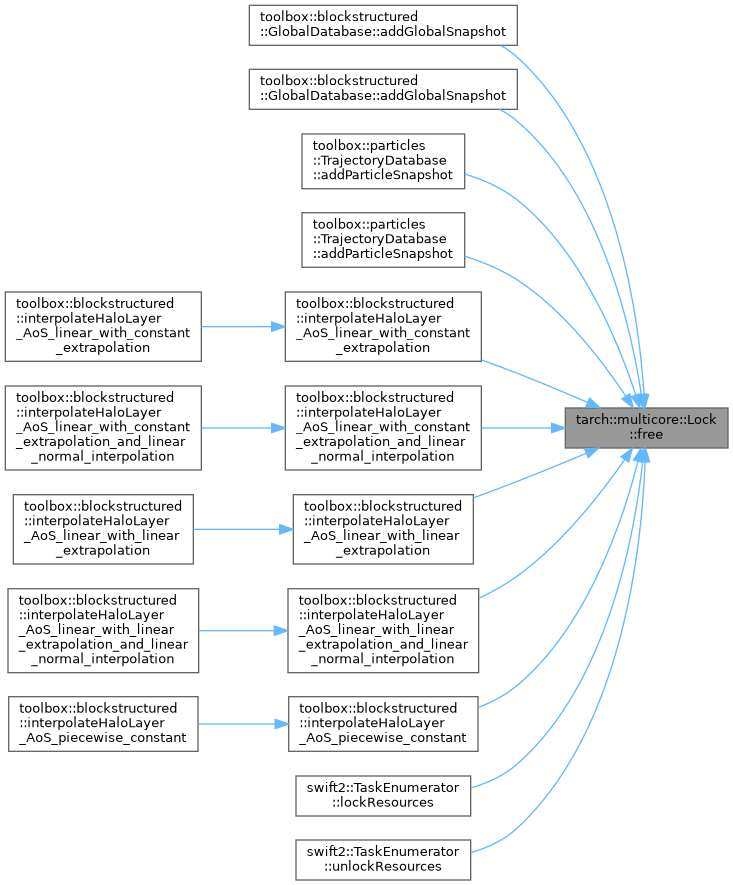 toolbox::blockstructured
::GlobalDatabase::addGlobalSnapshot
toolbox::blockstructured
::GlobalDatabase::addGlobalSnapshot
toolbox::particles
::TrajectoryDatabase
::addParticleSnapshot
toolbox::particles
::TrajectoryDatabase
::addParticleSnapshot
toolbox::blockstructured
::interpolateHaloLayer
_AoS_linear_with_constant
_extrapolation
toolbox::blockstructured
::interpolateHaloLayer
_AoS_linear_with_constant
_extrapolation
toolbox::blockstructured
::interpolateHaloLayer
_AoS_linear_with_constant
_extrapolation_and_linear
_normal_interpolation
toolbox::blockstructured
::interpolateHaloLayer
_AoS_linear_with_constant
_extrapolation_and_linear
_normal_interpolation
tarch::multicore::Lock
::free
toolbox::blockstructured
::interpolateHaloLayer
_AoS_linear_with_linear
_extrapolation
toolbox::blockstructured
::interpolateHaloLayer
_AoS_linear_with_linear
_extrapolation
toolbox::blockstructured
::interpolateHaloLayer
_AoS_linear_with_linear
_extrapolation_and_linear
_normal_interpolation
toolbox::blockstructured
::interpolateHaloLayer
_AoS_linear_with_linear
_extrapolation_and_linear
_normal_interpolation
toolbox::blockstructured
::interpolateHaloLayer
_AoS_piecewise_constant
toolbox::blockstructured
::interpolateHaloLayer
_AoS_piecewise_constant
swift2::TaskEnumerator
::lockResources
swift2::TaskEnumerator
::unlockResources